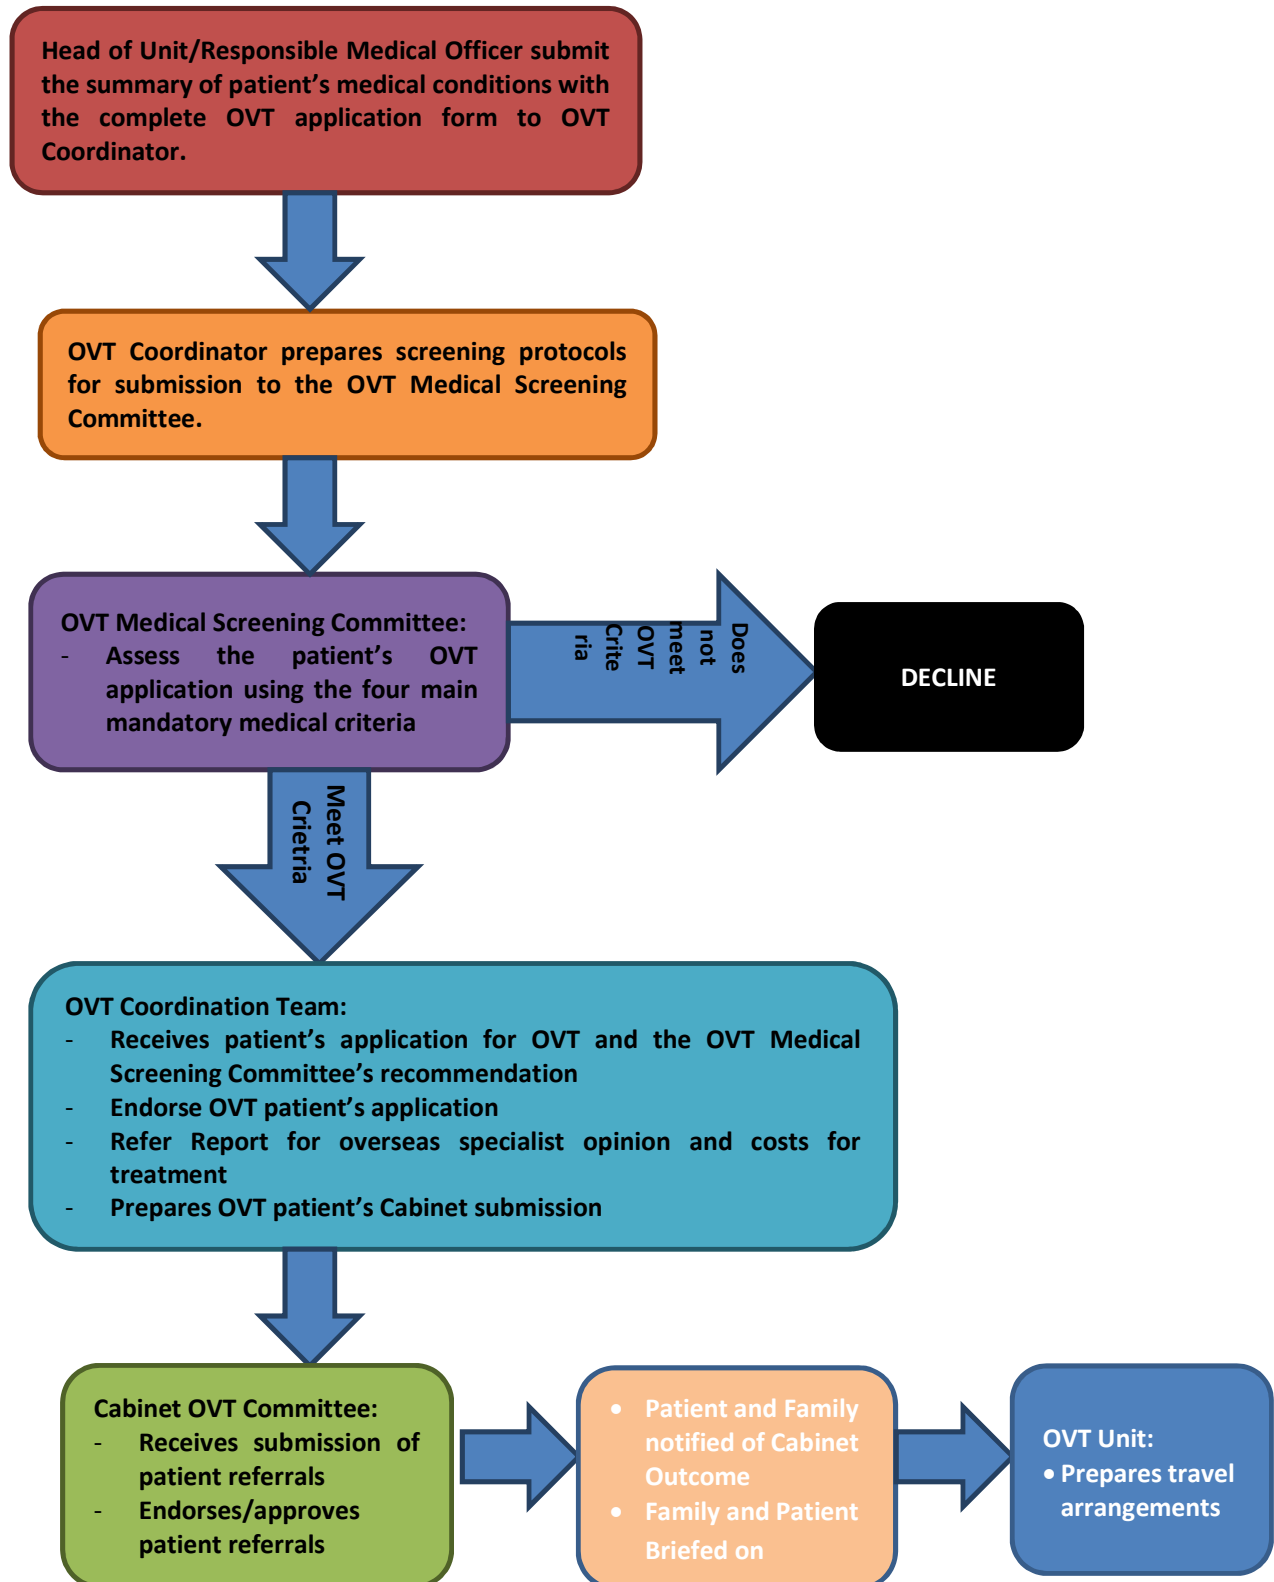 Head of Unit/Responsible Medical Officer submit
the summary of patient’s medical conditions with
the complete OVT application form to OVT
Coordinator.
OVT Coordinator prepares screening protocols
for submission to the OVT Medical Screening
Committee.
OVT Medical Screening Committee:
- Assess the patient’s OVT
application using the four main
mandatory medical criteria
Does
not
meet
OVT
Crite
ria
DECLINE
Meet OVT
Crietria
OVT Coordination Team:
- Receives patient’s application for OVT and the OVT Medical
Screening Committee’s recommendation
- Endorse OVT patient’s application
- Refer Report for overseas specialist opinion and costs for
treatment
- Prepares OVT patient’s Cabinet submission
Cabinet OVT Committee:
- Receives submission of
patient referrals
- Endorses/approves
patient referrals
• Patient and Family
notified of Cabinet
Outcome
• Family and Patient
Briefed on
OVT Unit:
• Prepares travel
arrangements